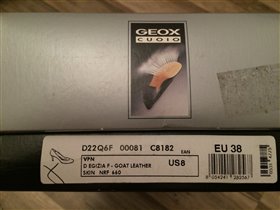 GEOX
CUOIO
D22Q6F 00081 C8182 EAN
EU 38
VPN
D EGIZIA F - GOAT LEATHER
SKIN NRF 660
US8